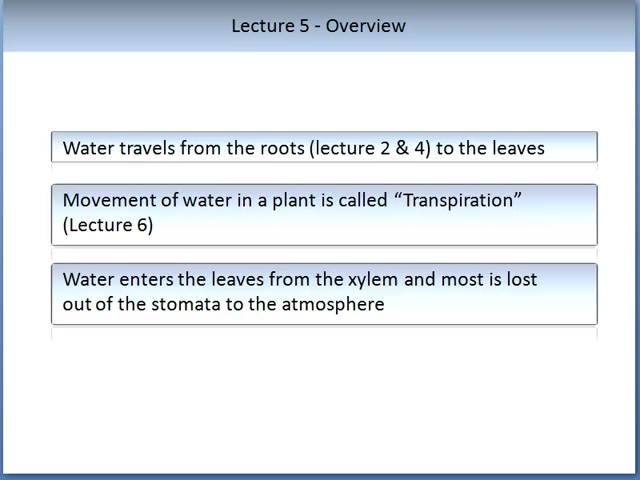 Lecture 5 - Overview
Water travels from the roots (lecture 2 & 4) to the leaves
Movement of water in a plant is called “Transpiration”
(Lecture 6)
Water enters the leaves from the xylem and most is lost
out of the stomata to the atmosphere